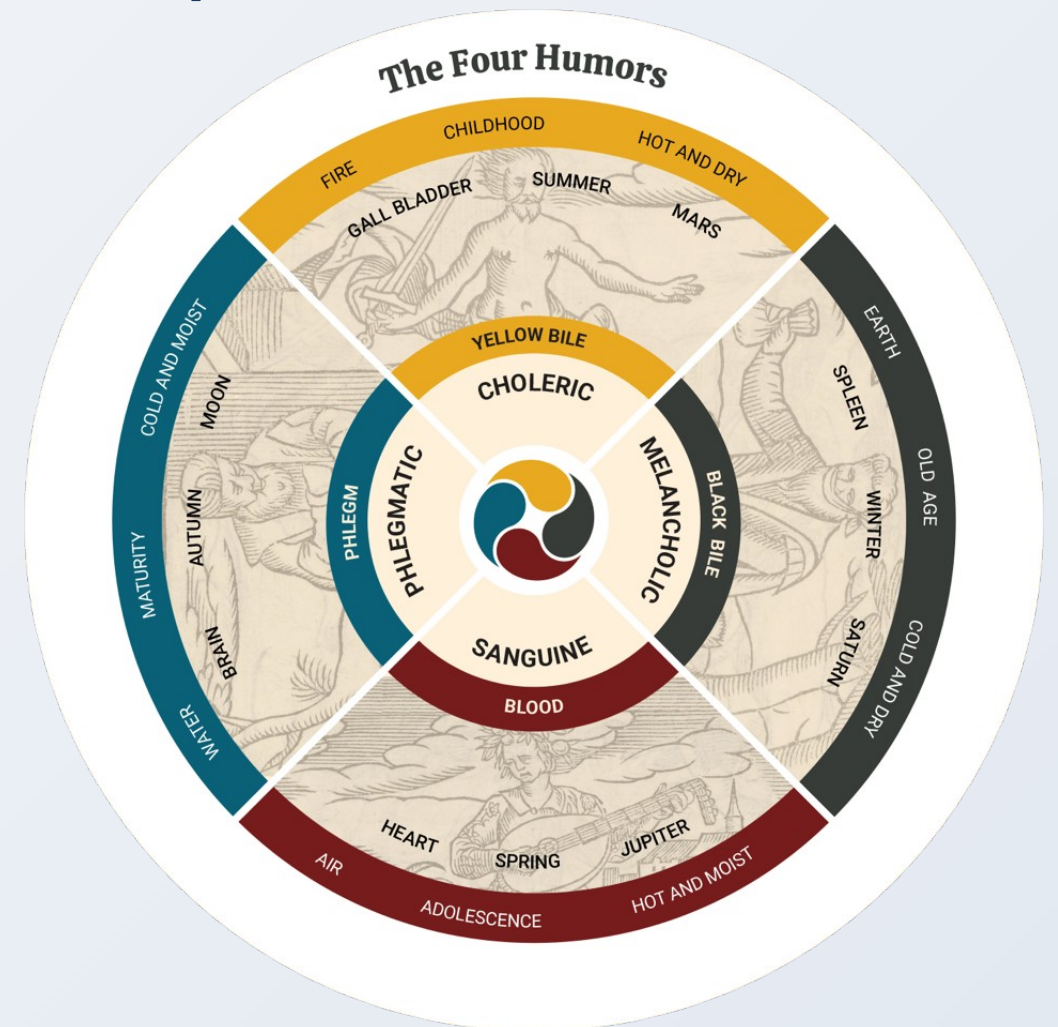 The Four Humors
FIRE
CHILDHOOD
HOT AND DRY
GALL BLADDER
SUMMER
MARS
YELLOW BILE
CHOLERIC
EARTH
OLD AGE
COLD AND DRY
SPLEEN
WINTER
SATURN
BLACK BILE
MELANCHOLIC
SANGUINE
BLOOD
HEART
SPRING
JUPITER
AIR
ADOLESCENCE
HOT AND MOIST
COLD AND MOIST
MATURITY
WATER
MOON
AUTUMN
BRAIN
PHLEGM
PHLEGMATIC